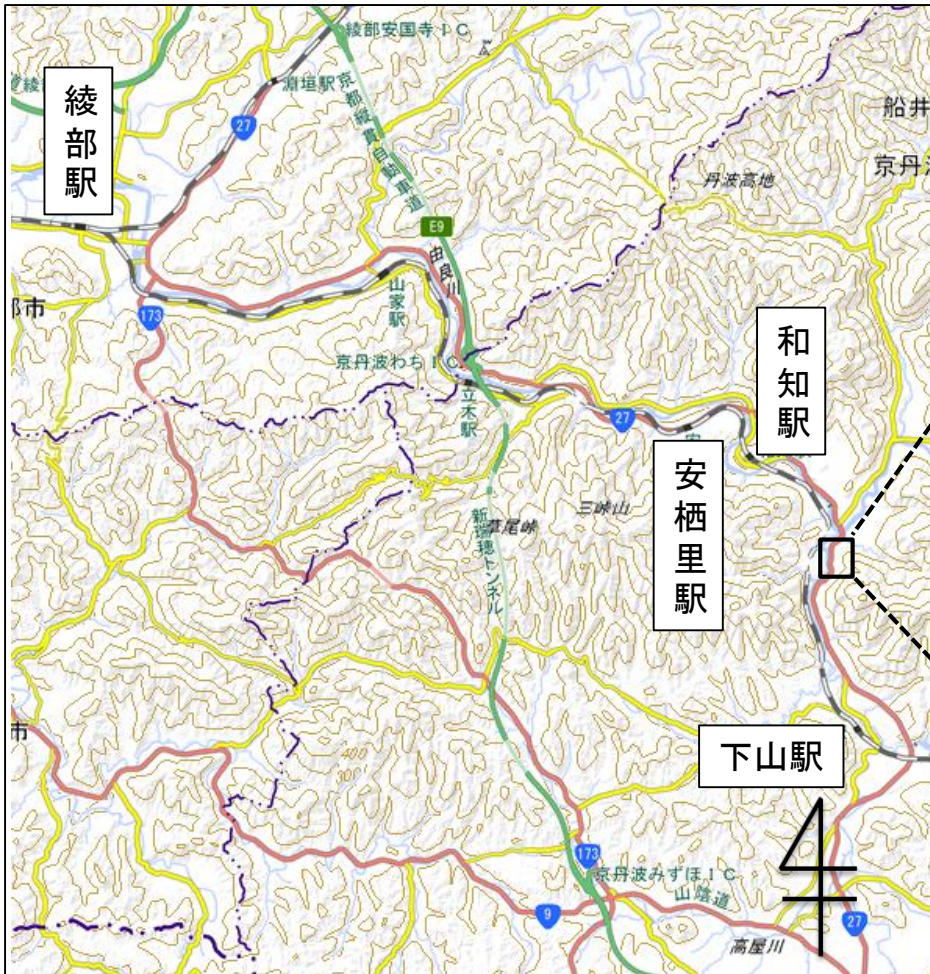 綾部安国寺IC
淵垣駅
綾部駅
27
京都縦貫自動車道
船井
京丹波
丹波高地
E9
由良川
山家駅
173
京丹波わちIC
立木駅
和知駅
27
安栖里駅
三峠山
草尾峠
新瑞穂トンネル
市
下山駅
173
京丹波みずほIC
山陰道
9
27
高屋川